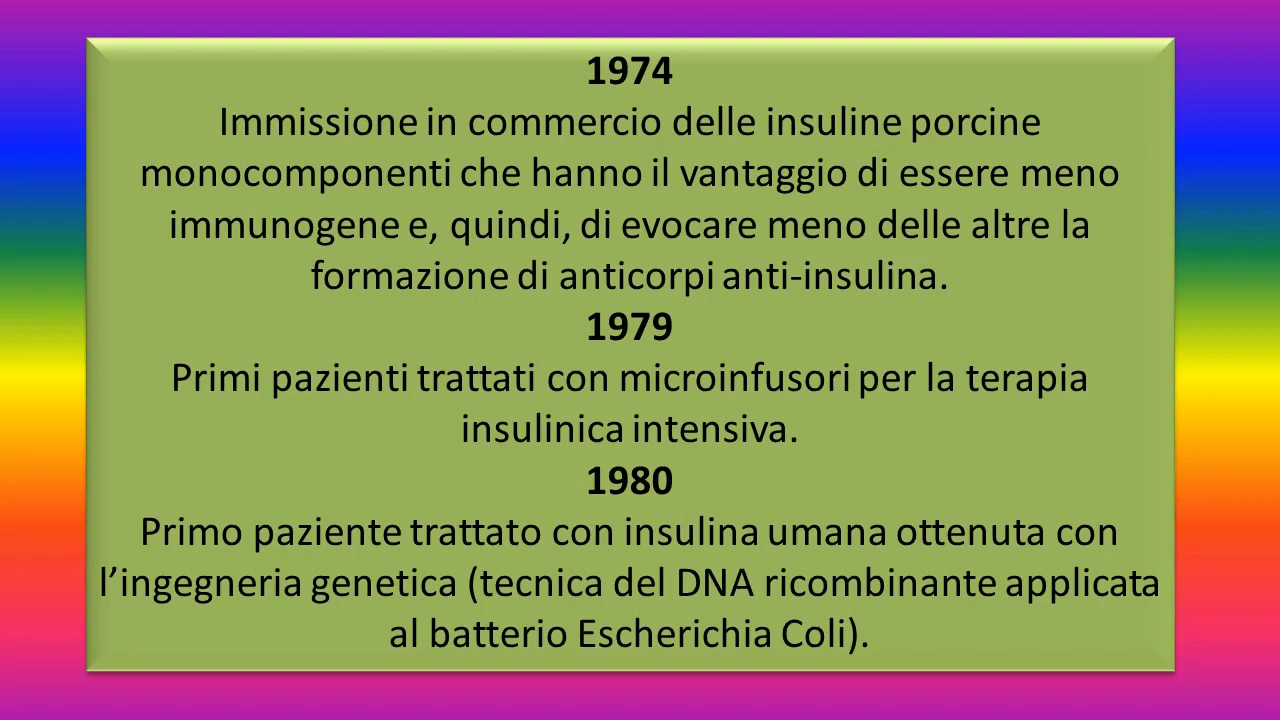 1974
Immissione in commercio delle insuline porcine
monocomponenti che hanno il vantaggio di essere meno
immunogene e, quindi, di evocare meno delle altre la
formazione di anticorpi anti-insulina.
1979
Primi pazienti trattati con microinfusori per la terapia
insulinica intensiva.
1980
Primo paziente trattato con insulina umana ottenuta con
l’ingegneria genetica (tecnica del DNA ricombinante applicata
al batterio Escherichia Coli).